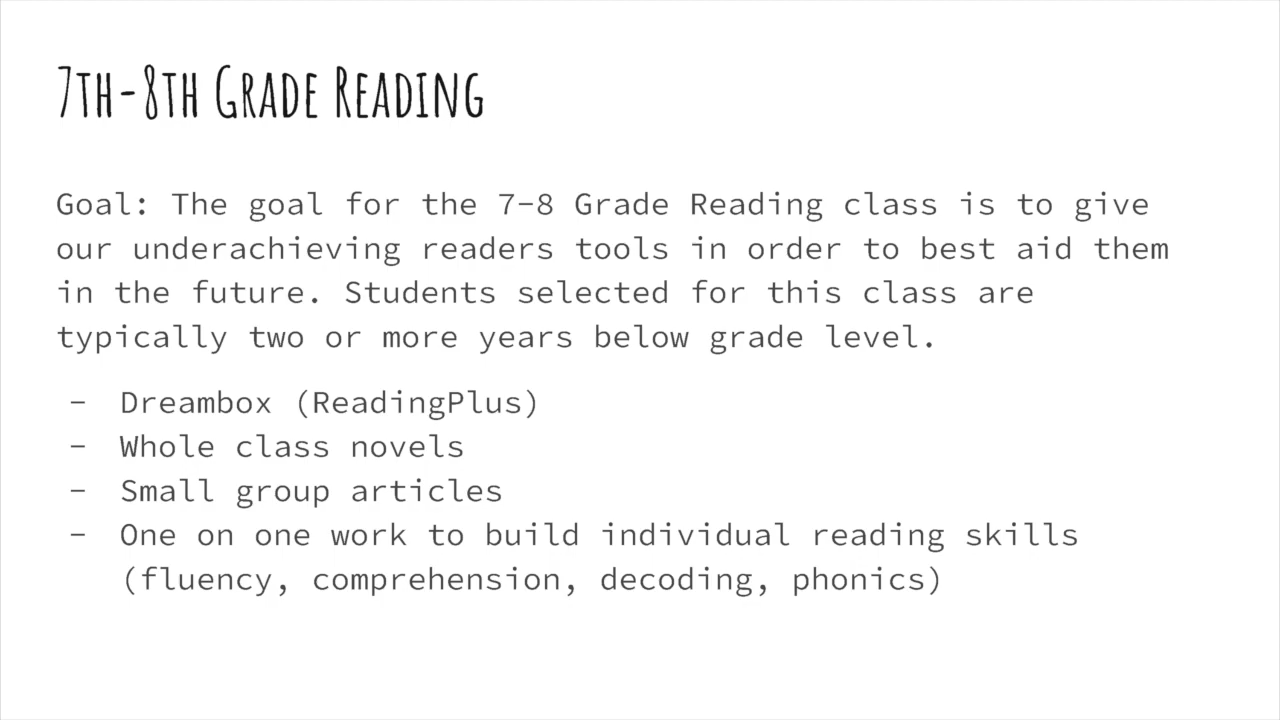 7th-8th Grade Reading
Goal: The goal for the 7-8 Grade Reading class is to give
our underachieving readers tools in order to best aid them
in the future. Students selected for this class are
typically two or more years below grade level.
- Dreambox (ReadingPlus)
- Whole class novels
- Small group articles
- One on one work to build individual reading skills
(fluency, comprehension, decoding, phonics)